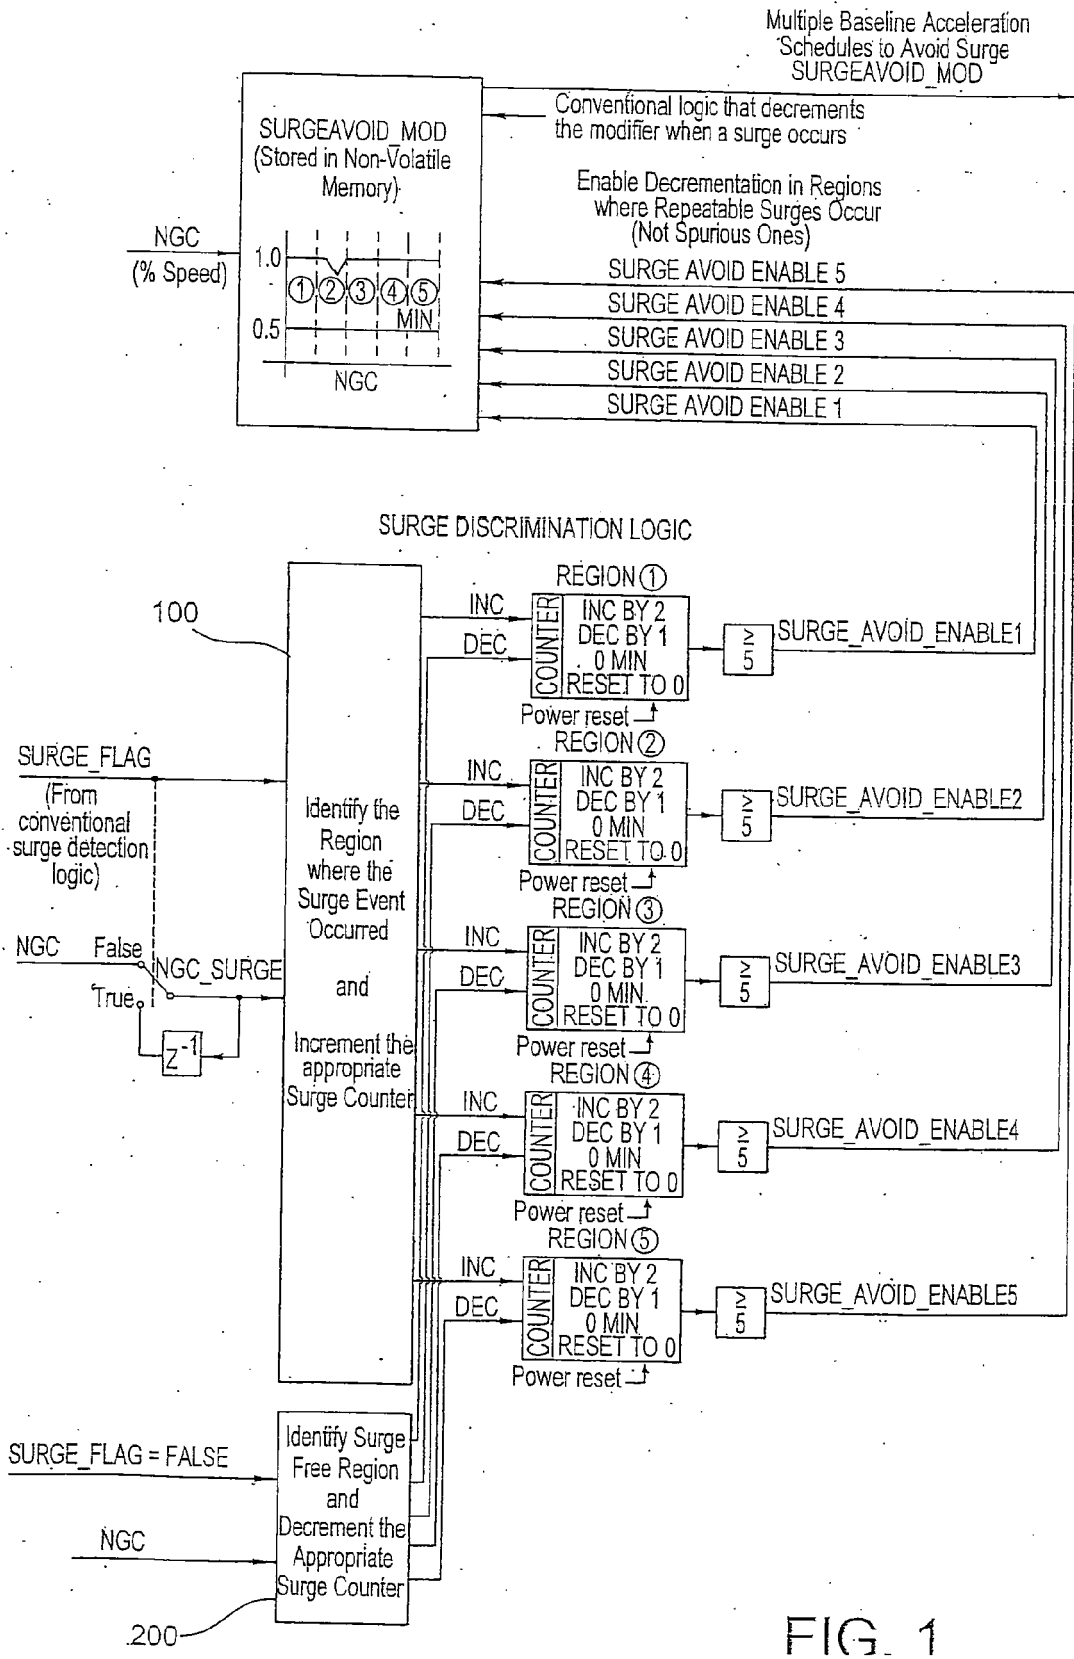 Multiple Baseline Acceleration
Schedules to Avoid Surge
SURGEAVOID_MOD
Conventional logic that decrements
the modifier when a surge occurs
SURGEAVOID_MOD
(Stored in Non-Volatile
Memory)
Enable Decrementation in Regions
where Repeatable Surges Occur
(Not Spurious Ones)
NGC
(% Speed)
1.0
① ② ③ ④ ⑤
MIN
0.5
NGC
SURGE AVOID ENABLE 5
SURGE AVOID ENABLE 4
SURGE AVOID ENABLE 3
SURGE AVOID ENABLE 2
SURGE AVOID ENABLE 1
SURGE DISCRIMINATION LOGIC
100
SURGE_FLAG
(From
conventional
surge detection
logic)
NGC
False
True
NGC_SURGE
Z⁻¹
Identify the
Region
where the
Surge Event
Occurred
and
Increment the
appropriate
Surge Counter
REGION ①
INC
DEC
COUNTER
INC BY 2
DEC BY 1
0 MIN
RESET TO 0
Power reset
≥
5
SURGE_AVOID_ENABLE1
REGION ②
INC
DEC
COUNTER
INC BY 2
DEC BY 1
0 MIN
RESET TO 0
Power reset
≥
5
SURGE_AVOID_ENABLE2
REGION ③
INC
DEC
COUNTER
INC BY 2
DEC BY 1
0 MIN
RESET TO 0
Power reset
≥
5
SURGE_AVOID_ENABLE3
REGION ④
INC
DEC
COUNTER
INC BY 2
DEC BY 1
0 MIN
RESET TO 0
Power reset
≥
5
SURGE_AVOID_ENABLE4
REGION ⑤
INC
DEC
COUNTER
INC BY 2
DEC BY 1
0 MIN
RESET TO 0
Power reset
≥
5
SURGE_AVOID_ENABLE5
SURGE_FLAG = FALSE
NGC
Identify Surge
Free Region
and
Decrement the
Appropriate
Surge Counter
200
FIG. 1